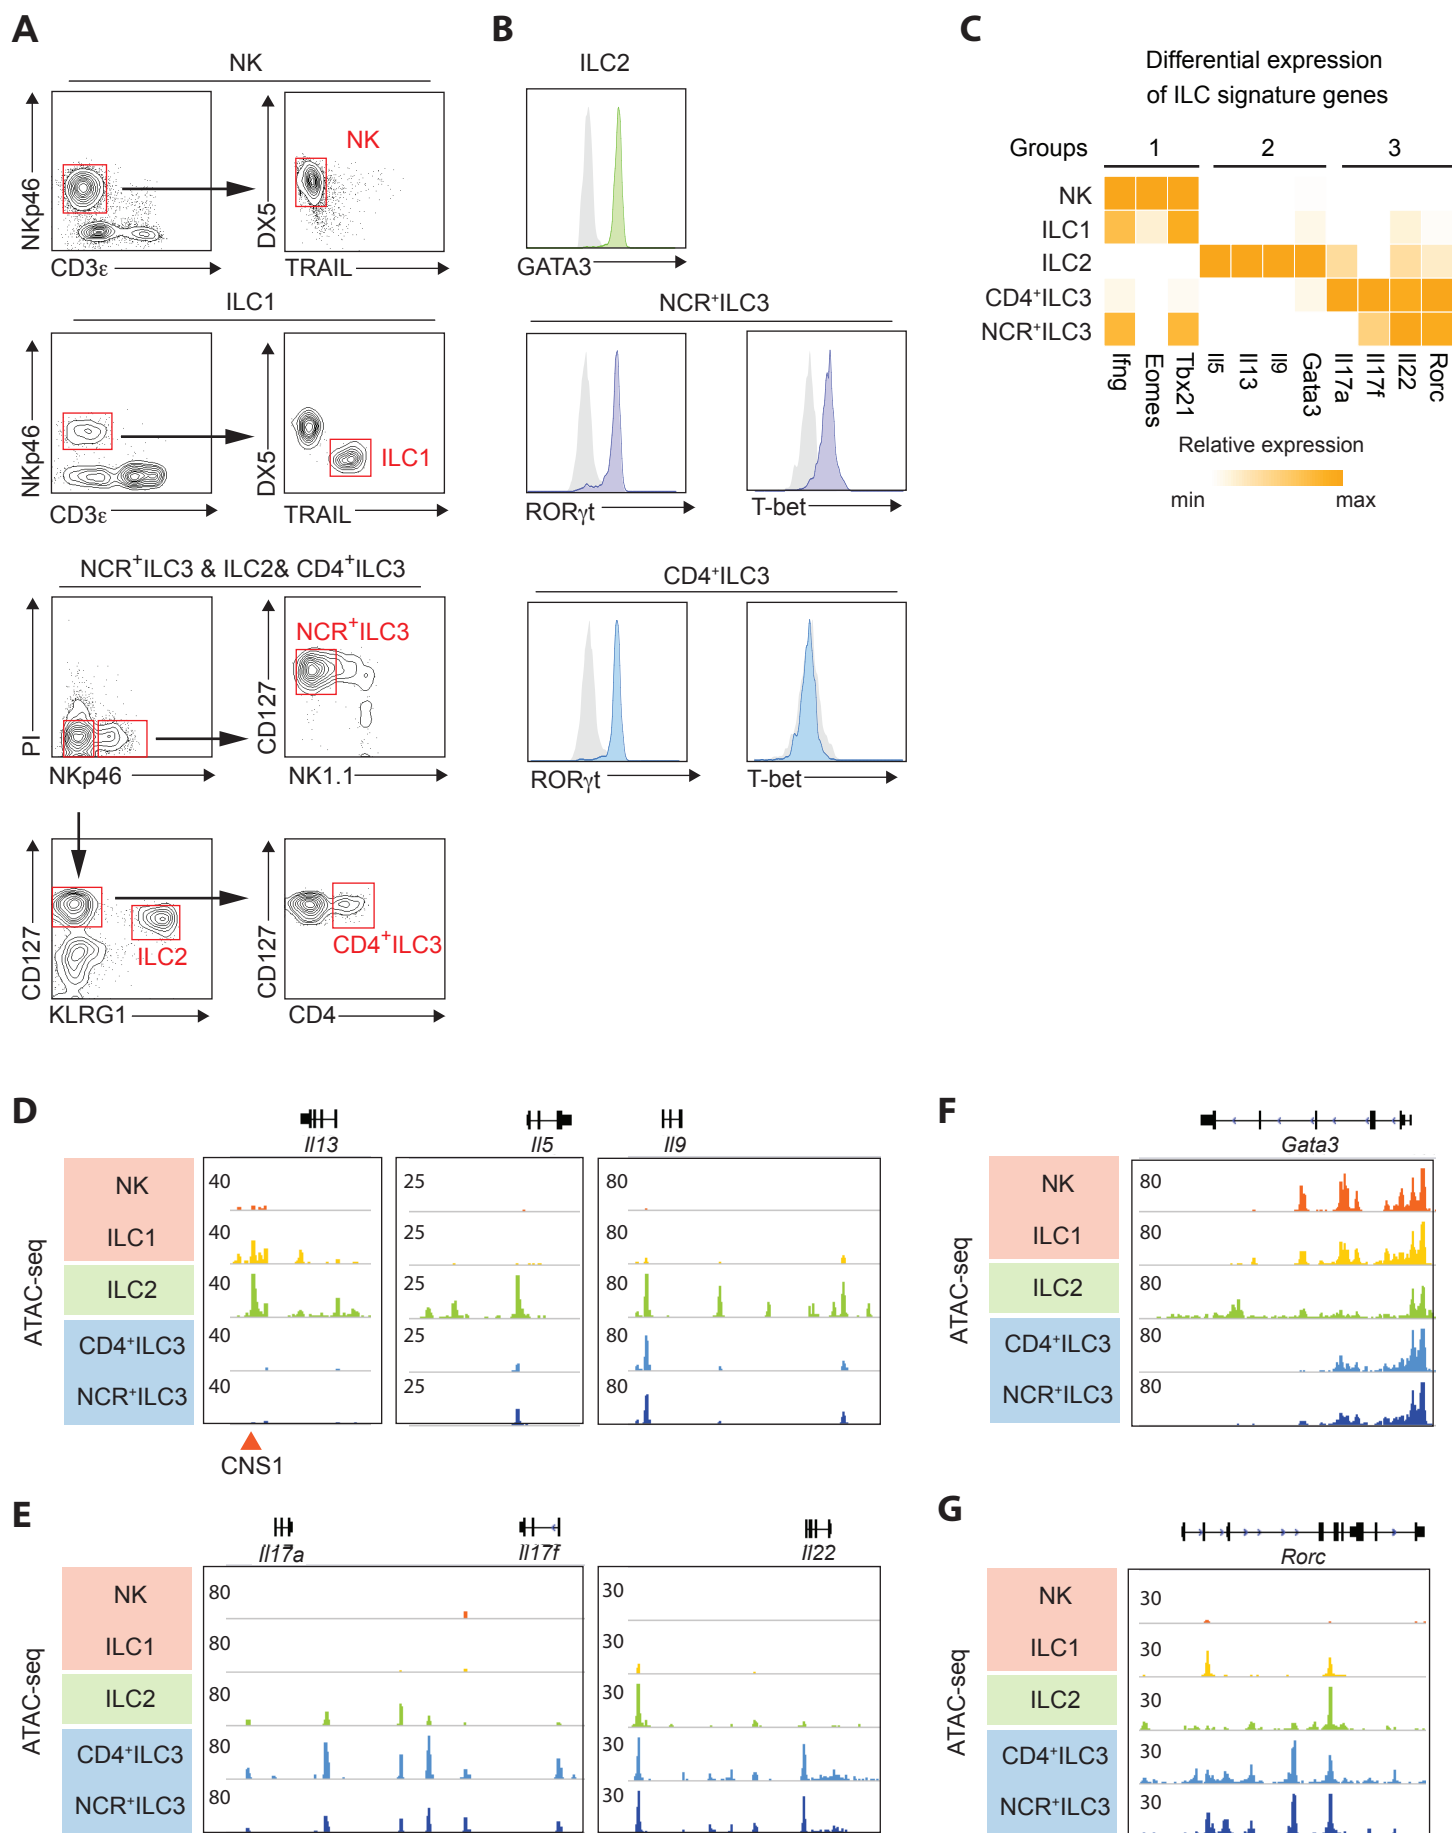 A
NK
NKp46
CD3ε
DX5
TRAIL
NK
ILC1
NKp46
CD3ε
DX5
TRAIL
ILC1
NCR⁺ILC3 & ILC2& CD4⁺ILC3
PI
NKp46
CD127
NK1.1
NCR⁺ILC3
CD127
KLRG1
ILC2
CD127
CD4
CD4⁺ILC3
B
ILC2
GATA3
NCR⁺ILC3
RORγt
T-bet
CD4⁺ILC3
RORγt
T-bet
C
Differential expression
of ILC signature genes
Groups 1 2 3
NK
ILC1
ILC2
CD4⁺ILC3
NCR⁺ILC3
Ifng Eomes Tbx21 Il5 Il13 Il9 Gata3 Il17a Il17f Il22 Rorc
Relative expression
min max
D
Il13 Il5 Il9
ATAC-seq
NK 40 25 80
ILC1 40 25 80
ILC2 40 25 80
CD4⁺ILC3 40 25 80
NCR⁺ILC3 40 25 80
CNS1
E
Il17a Il17f Il22
ATAC-seq
NK 80 30
ILC1 80 30
ILC2 80 30
CD4⁺ILC3 80 30
NCR⁺ILC3 80 30
F
Gata3
ATAC-seq
NK 80
ILC1 80
ILC2 80
CD4⁺ILC3 80
NCR⁺ILC3 80
G
Rorc
ATAC-seq
NK 30
ILC1 30
ILC2 30
CD4⁺ILC3 30
NCR⁺ILC3 30